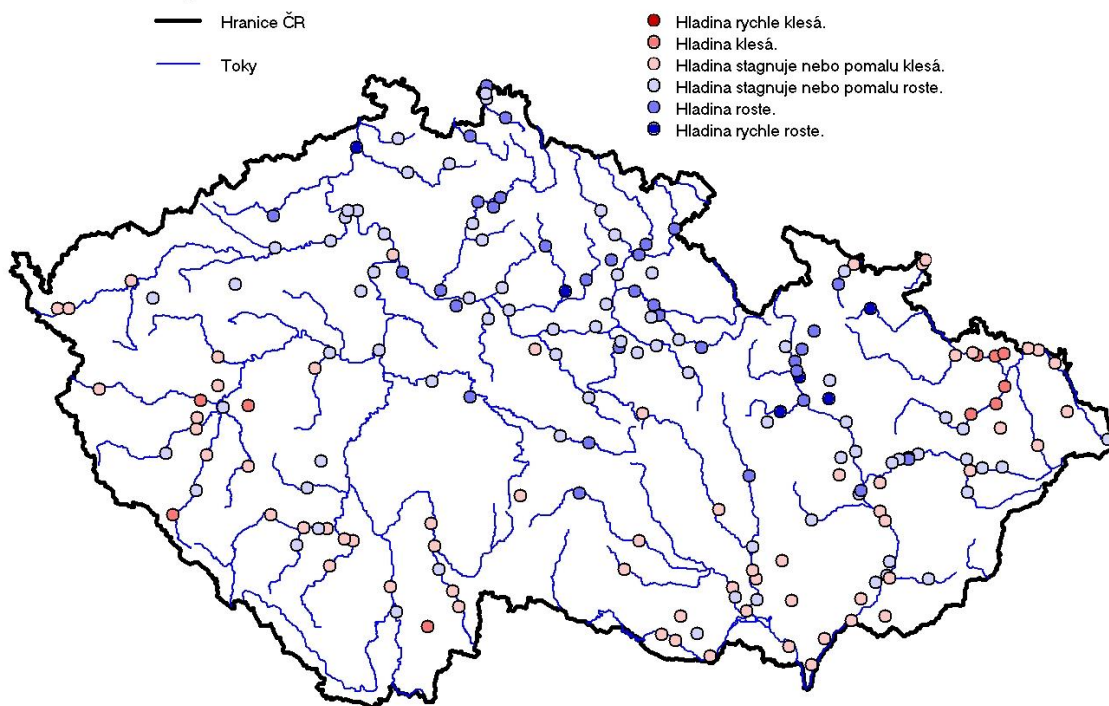 Hranice ČR
Toky
Hladina rychle klesá.
Hladina klesá.
Hladina stagnuje nebo pomalu klesá.
Hladina stagnuje nebo pomalu roste.
Hladina roste.
Hladina rychle roste.